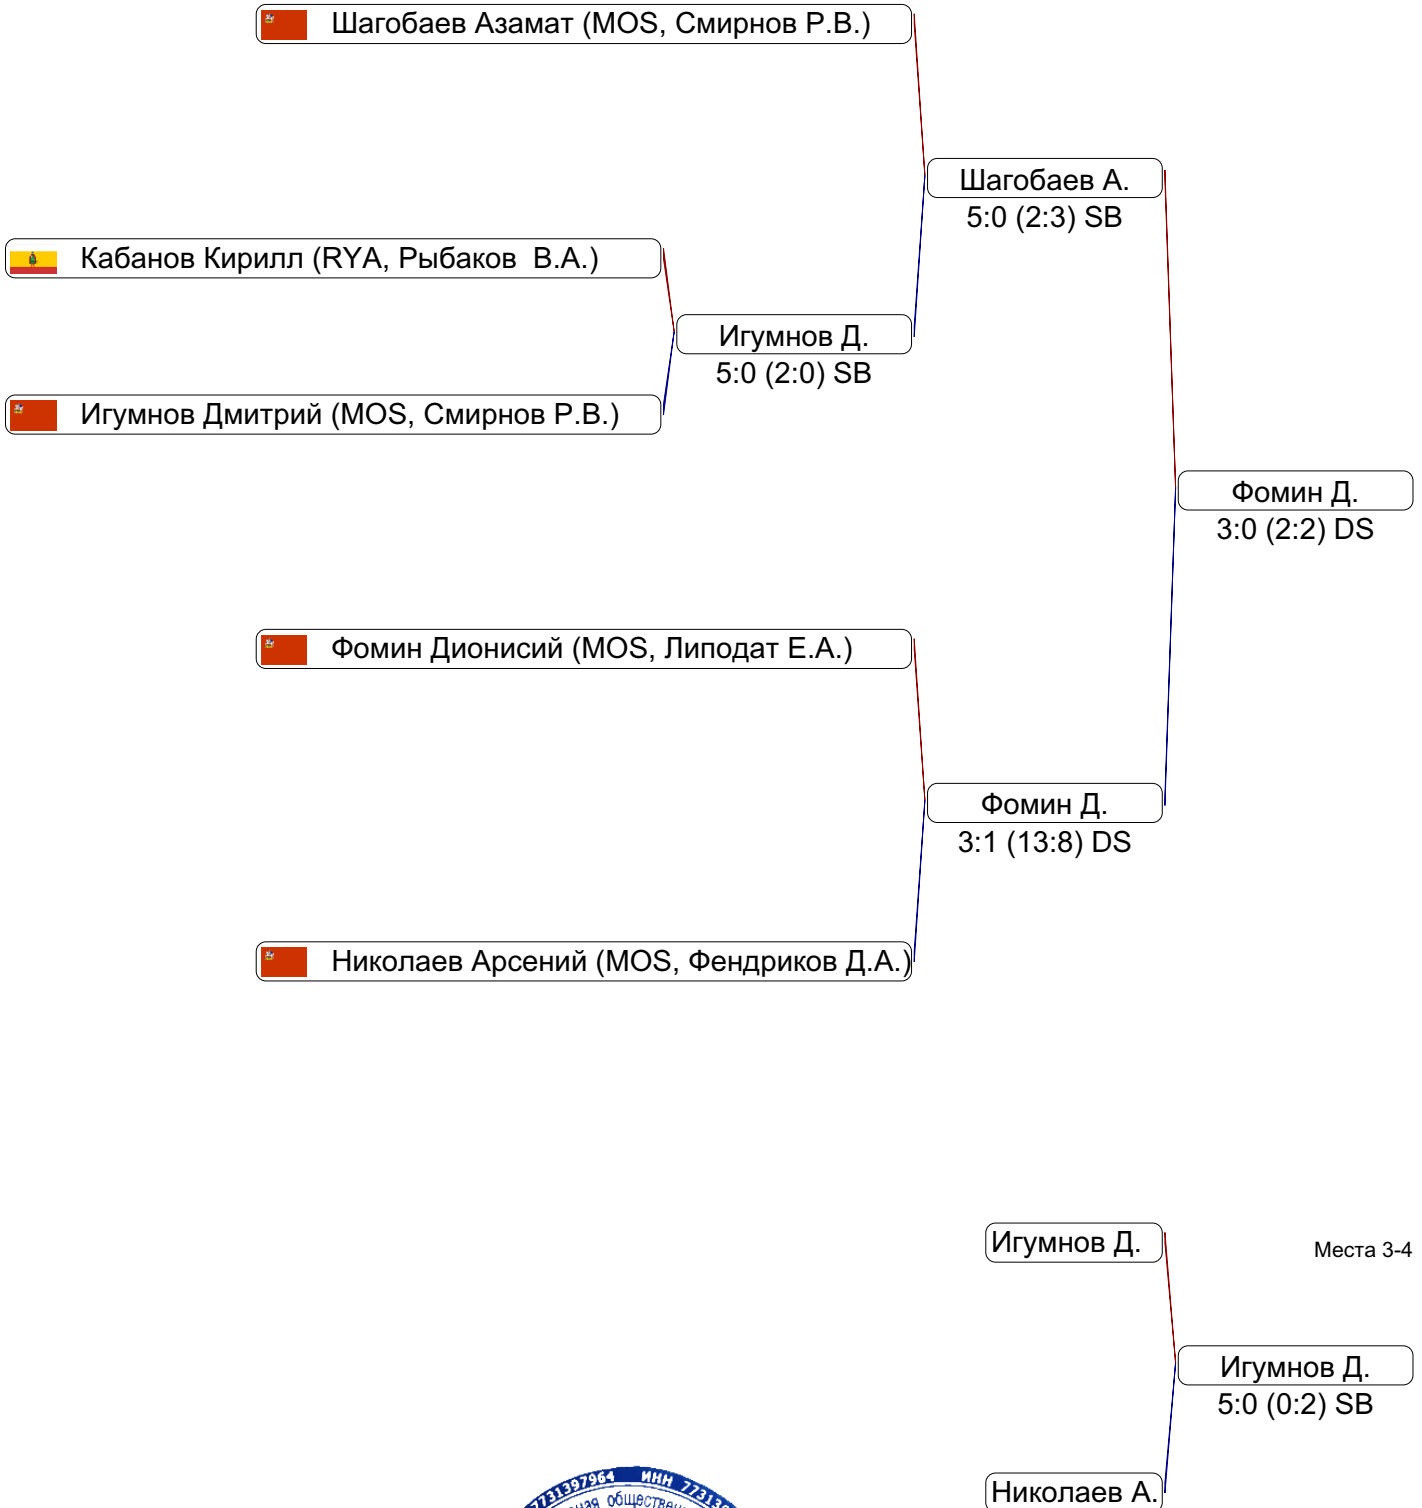 Шагобаев Азамат (MOS, Смирнов Р.В.)
Шагобаев А.
5:0 (2:3) SB
Кабанов Кирилл (RYA, Рыбаков  В.А.)
Игумнов Д.
5:0 (2:0) SB
Игумнов Дмитрий (MOS, Смирнов Р.В.)
Фомин Д.
3:0 (2:2) DS
Фомин Дионисий (MOS, Липодат Е.А.)
Фомин Д.
3:1 (13:8) DS
Николаев Арсений (MOS, Фендриков Д.А.)
Игумнов Д.
Места 3-4
Игумнов Д.
5:0 (0:2) SB
Николаев А.
7731397964 ИНН